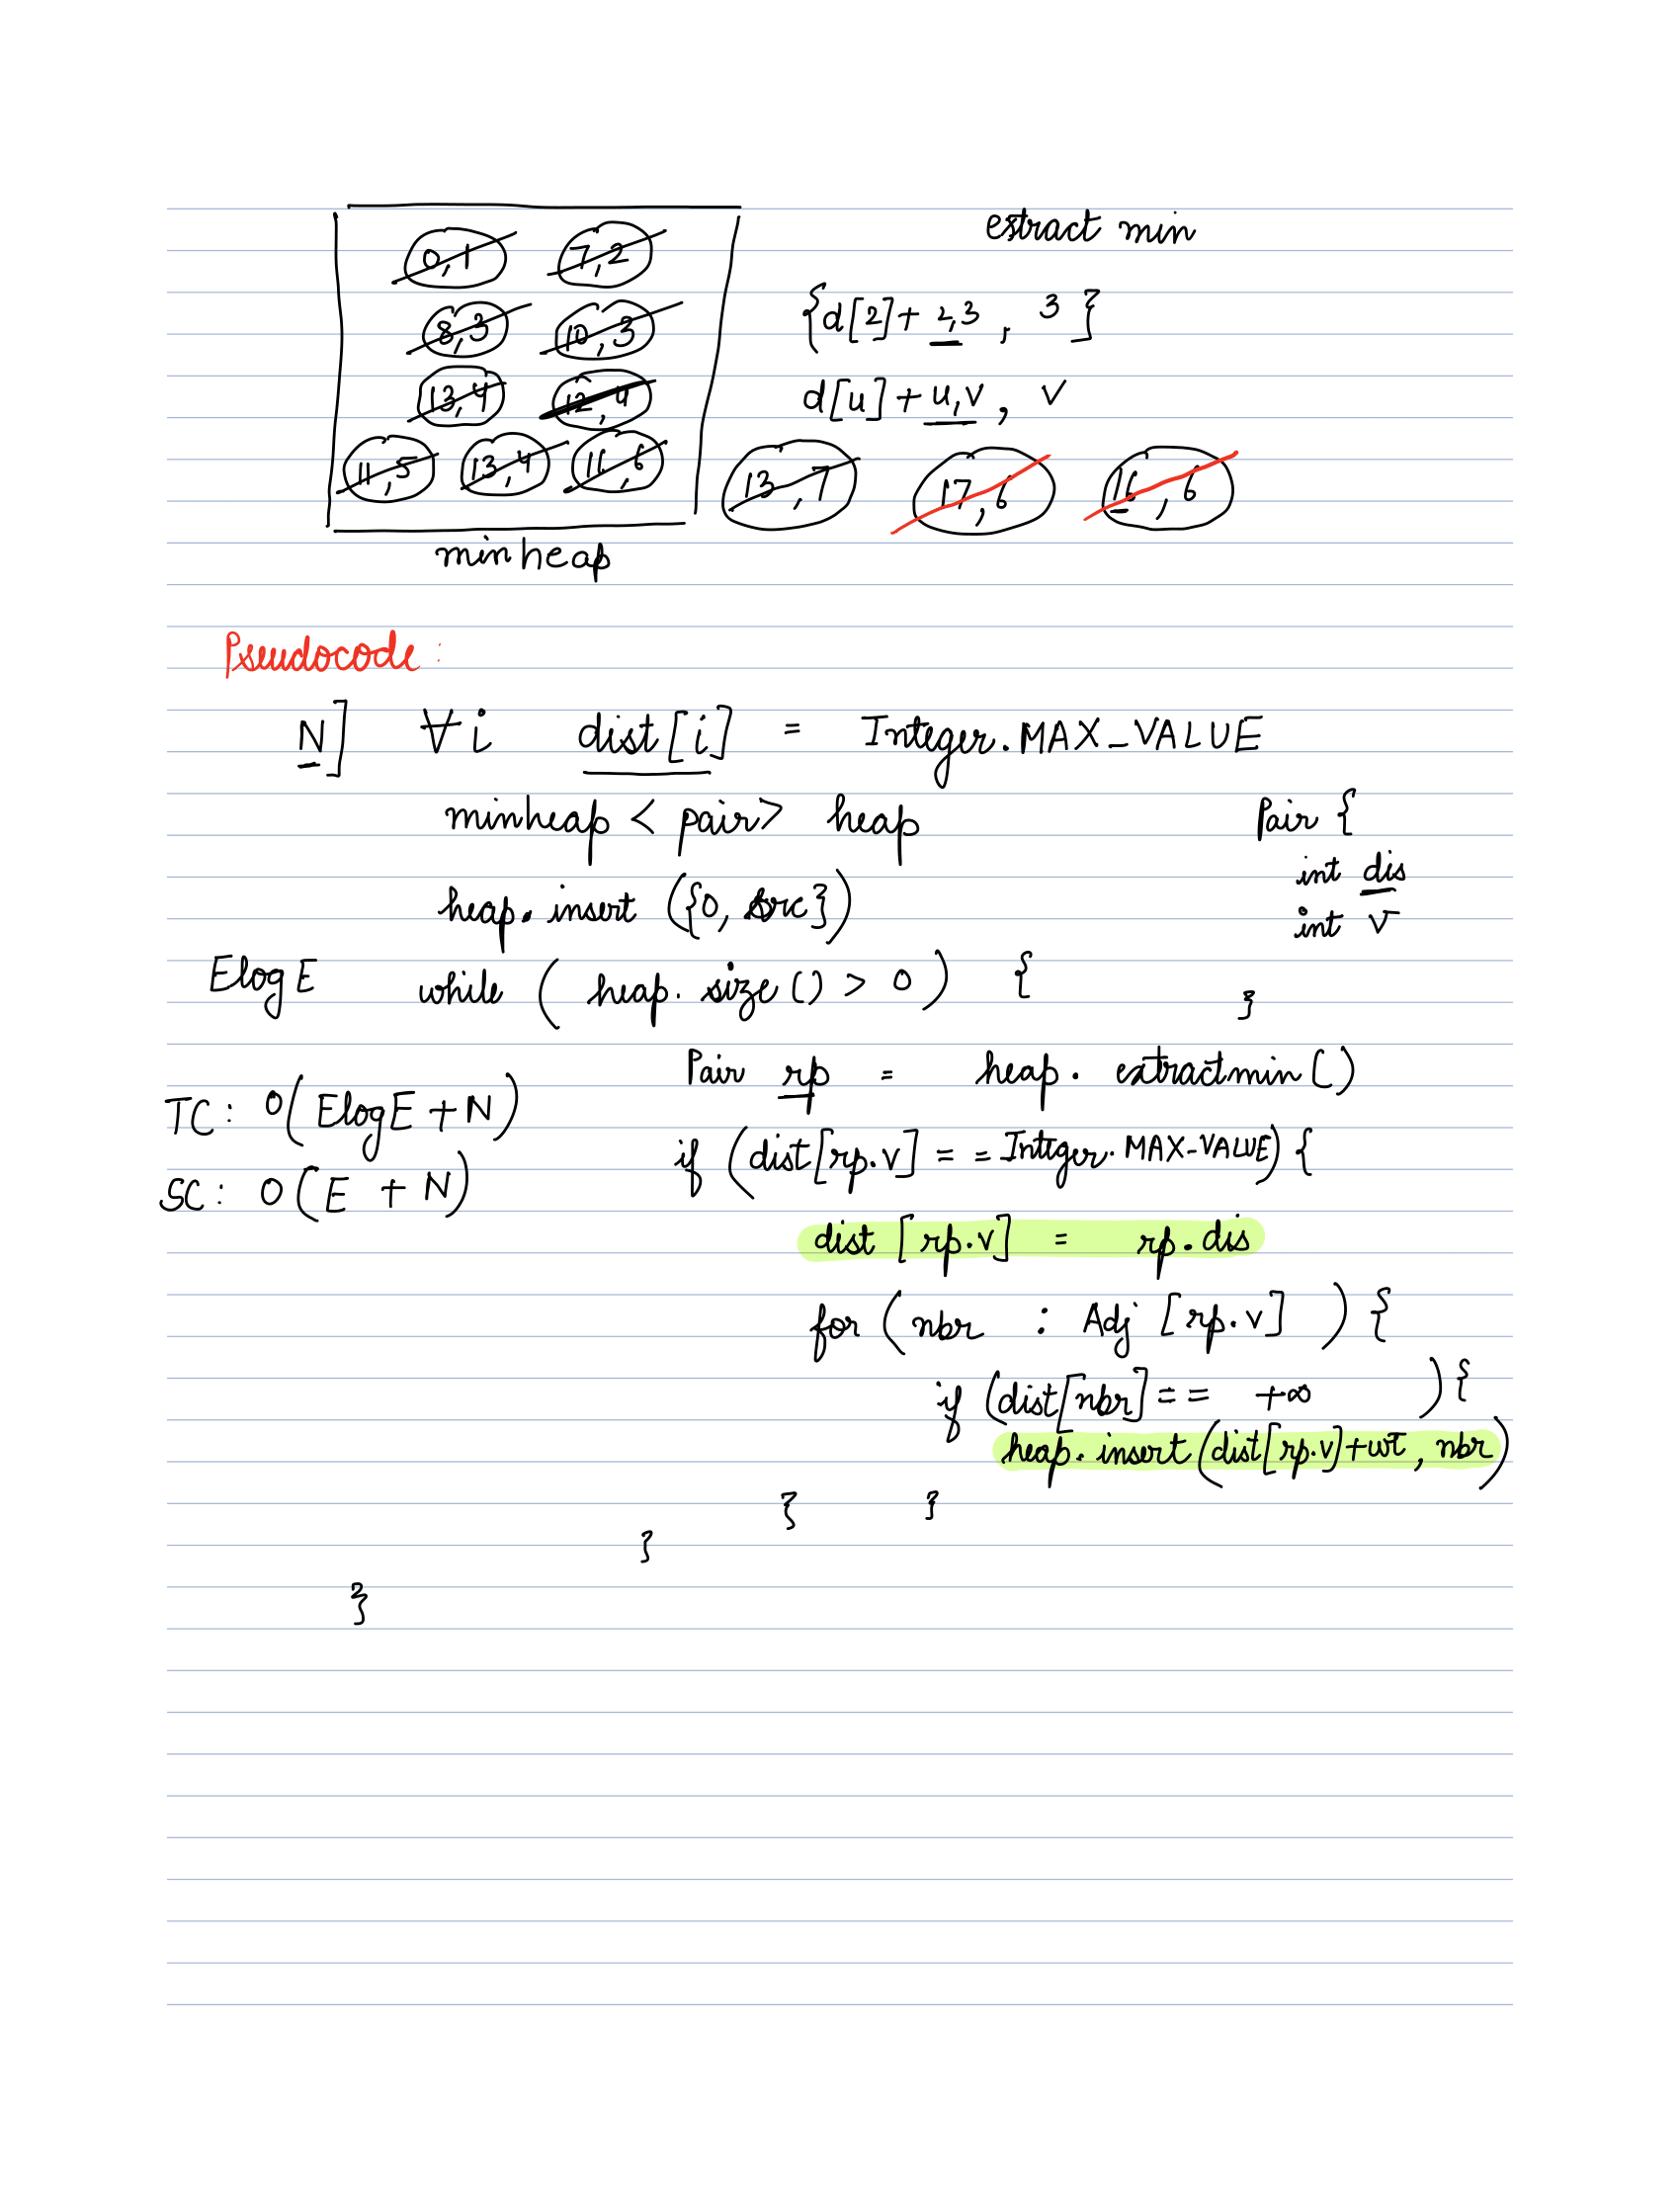 0,1 7,2 extract min
8,3 10,3 {d[2]+ 2,3 , 3 }
13,4 12,4 d[u]+ u,v, v
11,5 13,4 11,6 13,7 17,6 16,6
minheap
Pseudocode:
N] ∀i dist[i] = Integer.MAX_VALUE
minheap < pair> heap Pair {
int dis
heap. insert ({0, src}) int v
ElogE while ( heap. size () > 0 ) { }
Pair rp = heap. extractmin()
TC: O(ElogE + N)
if (dist[rp.v] == Integer.MAX-VALUE) {
SC: O(E + N)
dist [rp.v] = rp.dis
for ( nbr : Adj [rp.v] ) {
if (dist[nbr] == +∞ ) {
heap. insert (dist[rp.v]+wt, nbr)
} }
}
}